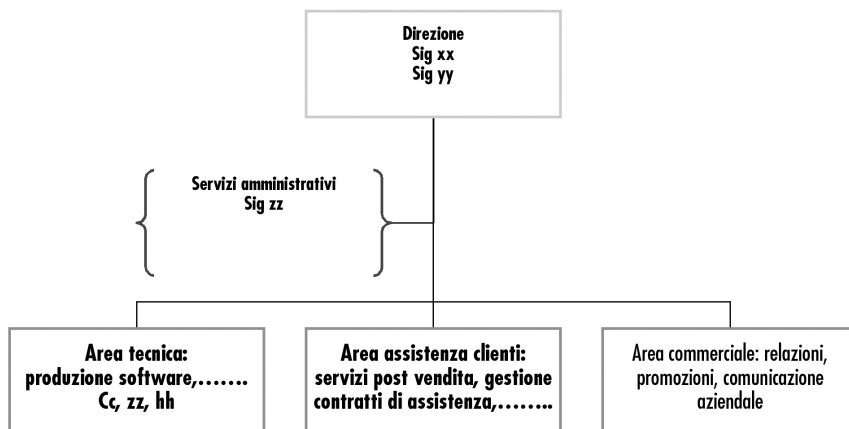 Direzione
Sig xx
Sig yy
Servizi amministrativi
Sig zz
Area tecnica:
produzione software,.......
Cc, zz, hh
Area assistenza clienti:
servizi post vendita, gestione
contratti di assistenza,........
Area commerciale: relazioni,
promozioni, comunicazione
aziendale